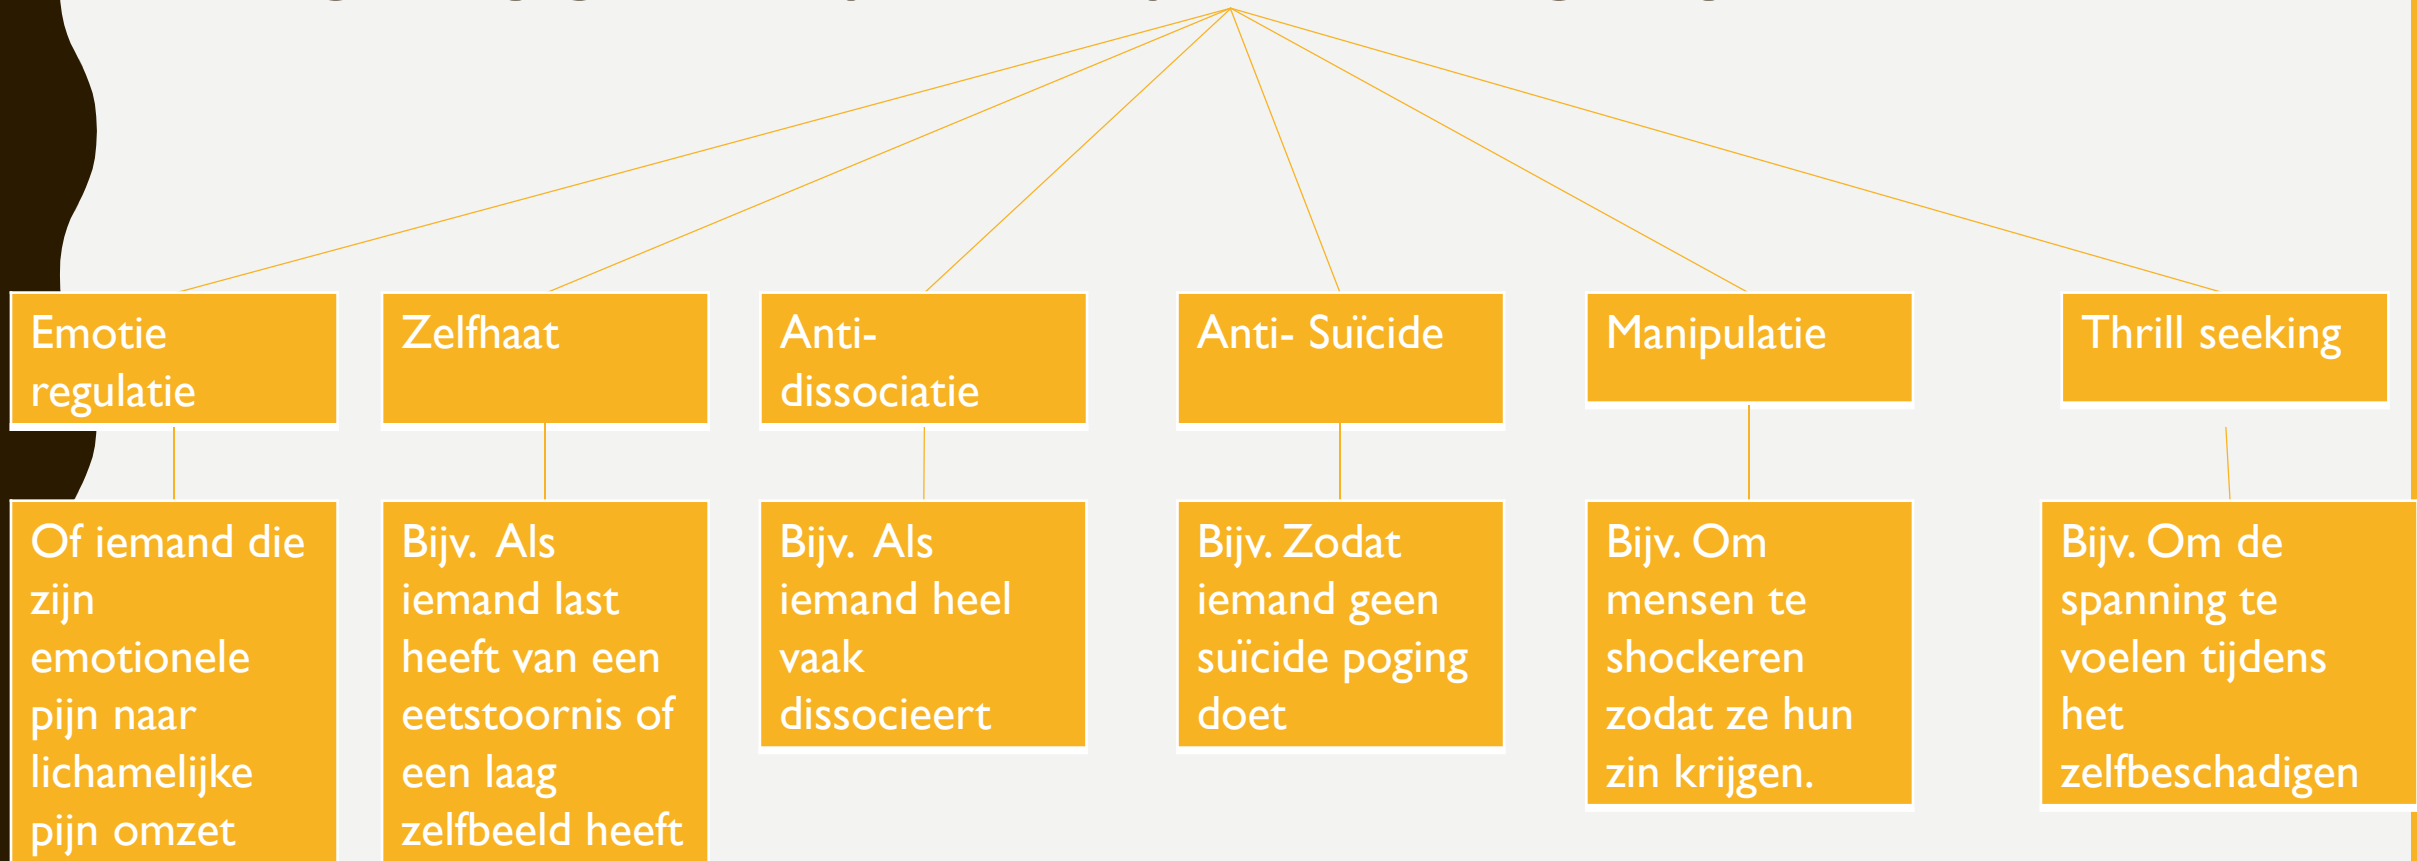 Emotie
regulatie
Zelfhaat
Anti-
dissociatie
Anti- Suïcide
Manipulatie
Thrill seeking
Of iemand die
zijn
emotionele
pijn naar
lichamelijke
pijn omzet
Bijv. Als
iemand last
heeft van een
eetstoornis of
een laag
zelfbeeld heeft
Bijv. Als
iemand heel
vaak
dissocieert
Bijv. Zodat
iemand geen
suïcide poging
doet
Bijv. Om
mensen te
shockeren
zodat ze hun
zin krijgen.
Bijv. Om de
spanning te
voelen tijdens
het
zelfbeschadigen